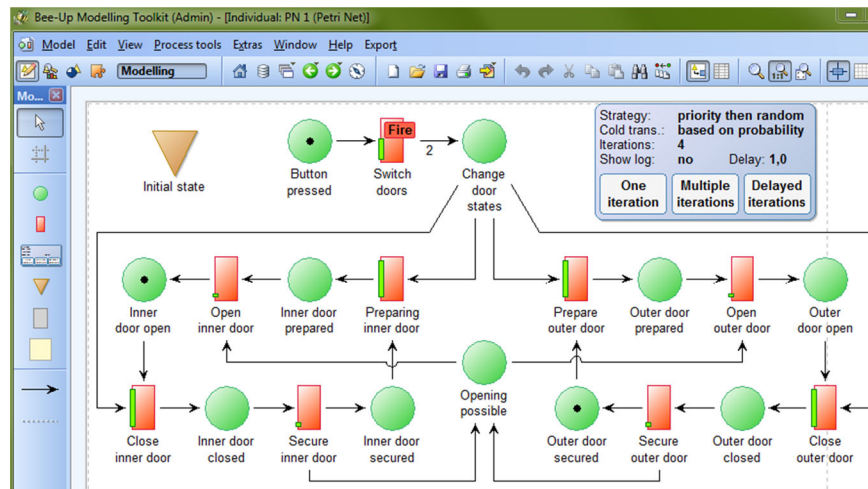 Bee-Up Modelling Toolkit (Admin) - [Individual: PN 1 (Petri Net)]
Model Edit View Process tools Extras Window Help Export
Modelling
Mo...
Strategy: priority then random
Cold trans.: based on probability
Iterations: 4
Show log: no Delay: 1,0
One iteration
Multiple iterations
Delayed iterations
Initial state
Button
pressed
Fire
Switch
doors
2
Change
door
states
Inner
door open
Open
inner door
Inner door
prepared
Preparing
inner door
Prepare
outer door
Outer door
prepared
Open
outer door
Outer
door open
Opening
possible
Close
inner door
Inner door
closed
Secure
inner door
Inner door
secured
Outer door
secured
Secure
outer door
Outer door
closed
Close
outer door